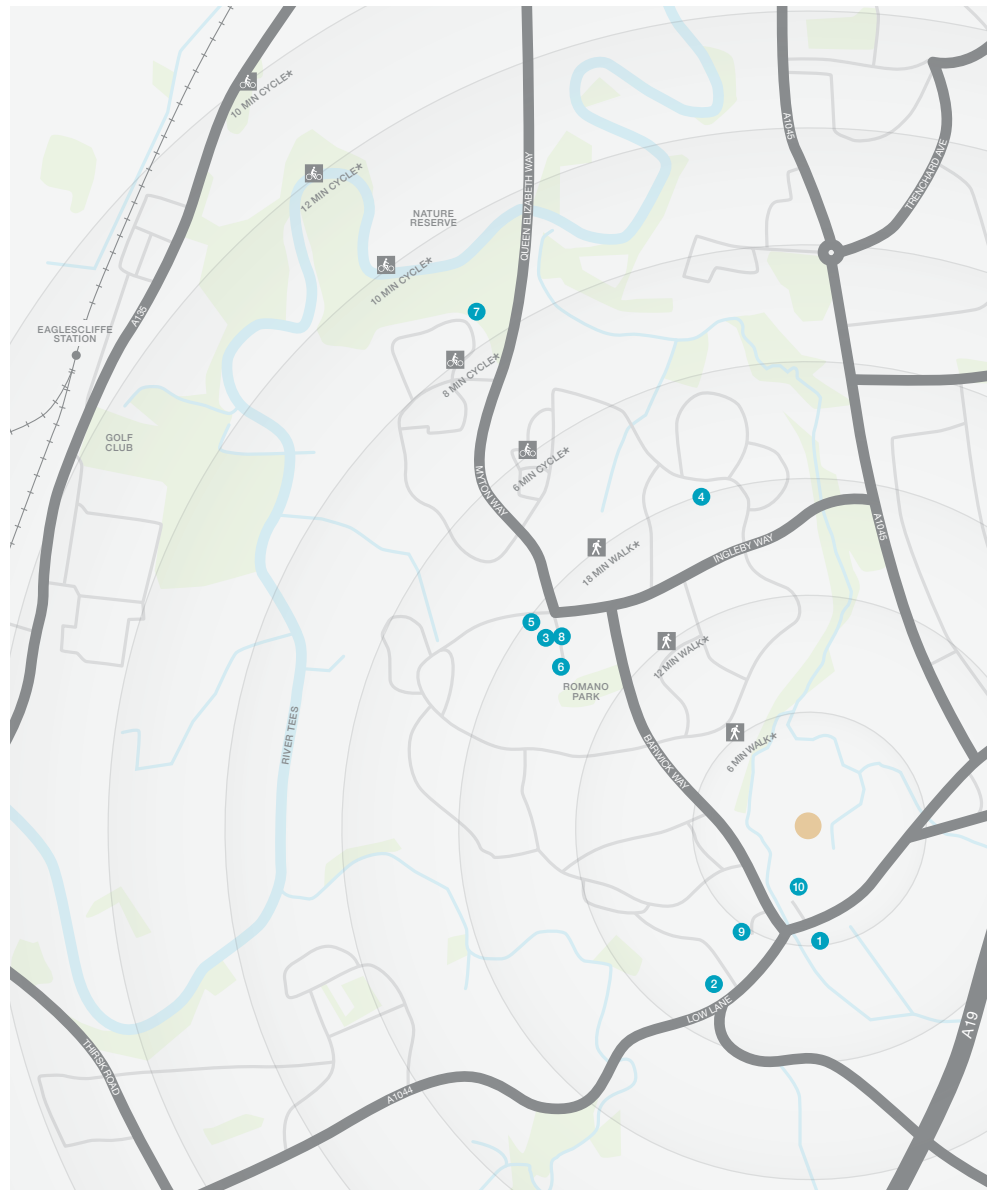 10 MIN CYCLE*
A1045
TRENCHARD AVE
12 MIN CYCLE*
QUEEN ELIZABETH WAY
NATURE
RESERVE
10 MIN CYCLE*
7
A135
EAGLESCLIFFE
STATION
8 MIN CYCLE*
GOLF
CLUB
6 MIN CYCLE*
MYTON WAY
4
A1045
18 MIN WALK*
INGLEBY WAY
5
3
8
6
12 MIN WALK*
ROMANO
PARK
RIVER TEES
6 MIN WALK*
BARWICK WAY
10
9
1
2
LOW LANE
A19
THIRSK ROAD
A1044